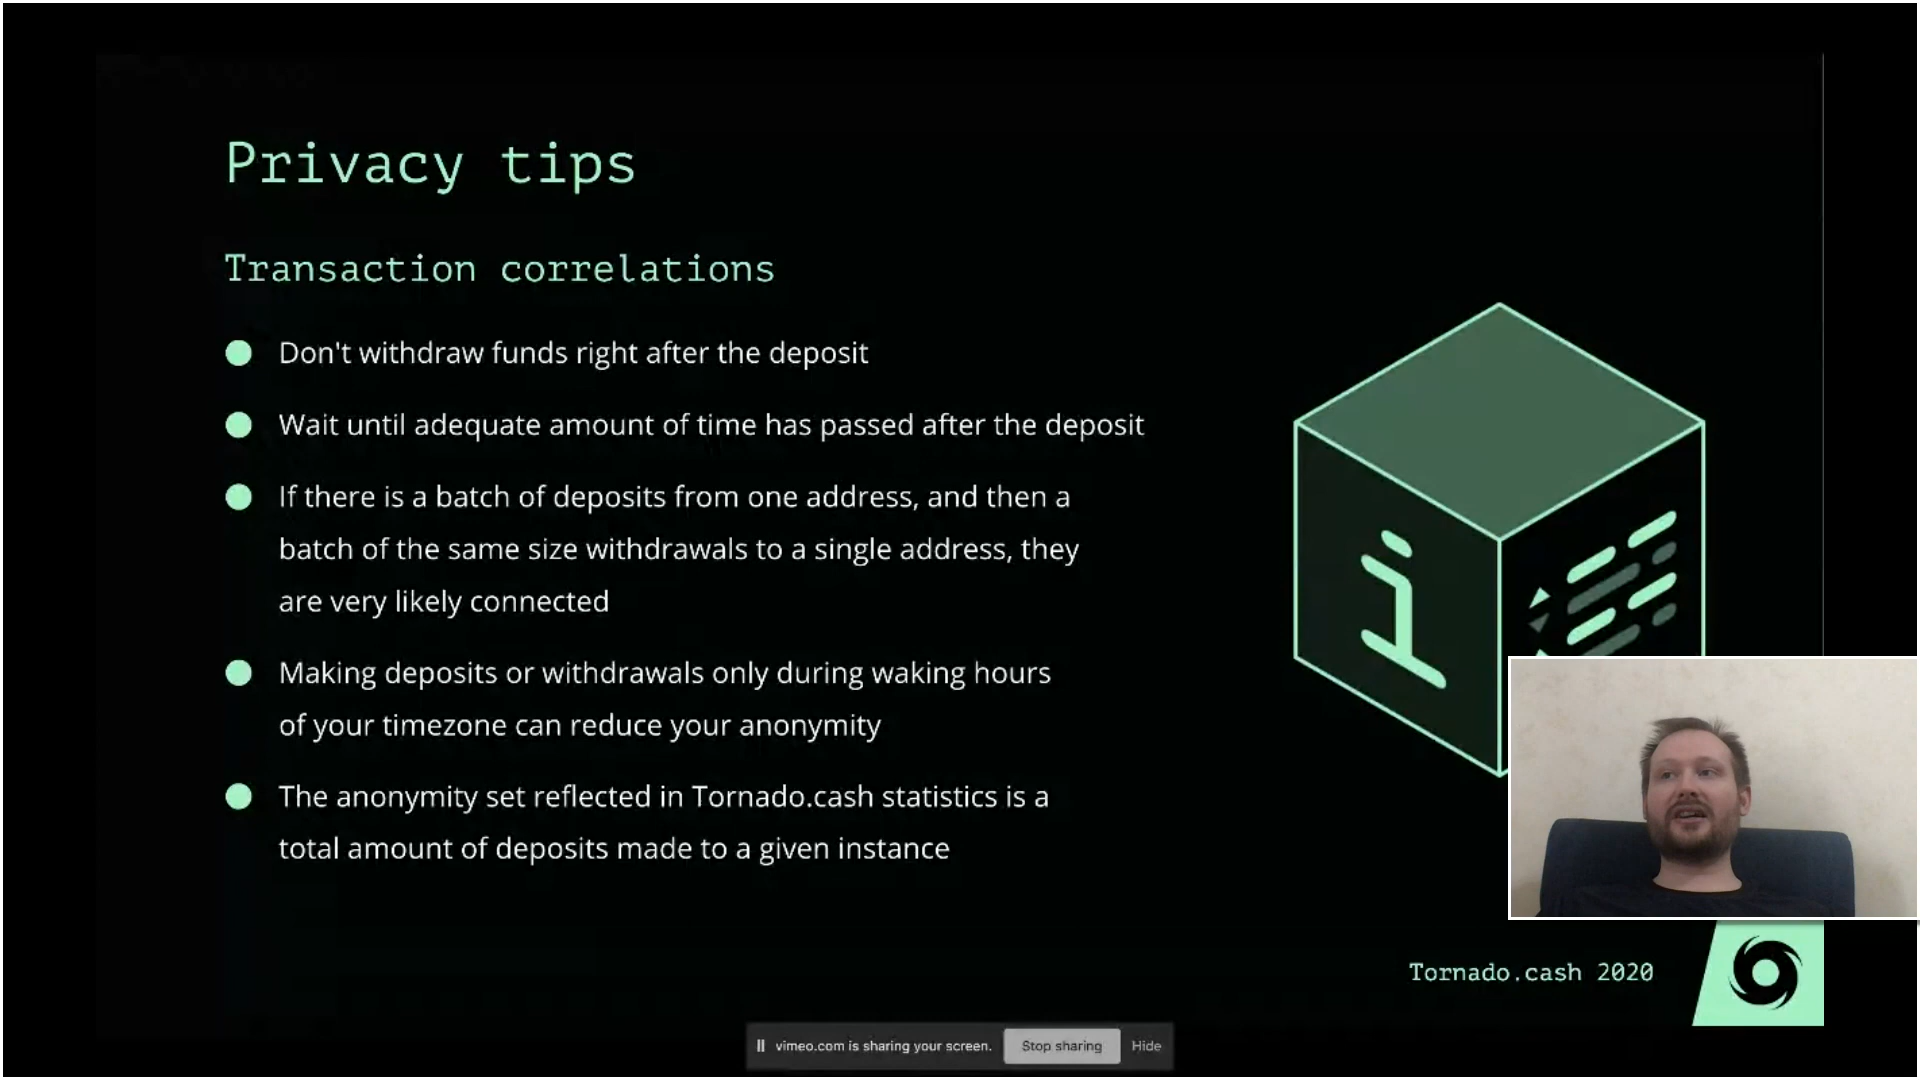 Privacy tips
Transaction correlations
Don't withdraw funds right after the deposit
Wait until adequate amount of time has passed after the deposit
If there is a batch of deposits from one address, and then a
batch of the same size withdrawals to a single address, they
are very likely connected
Making deposits or withdrawals only during waking hours
of your timezone can reduce your anonymity
The anonymity set reflected in Tornado.cash statistics is a
total amount of deposits made to a given instance
i
Tornado.cash 2020
vimeo.com is sharing your screen. Stop sharing Hide